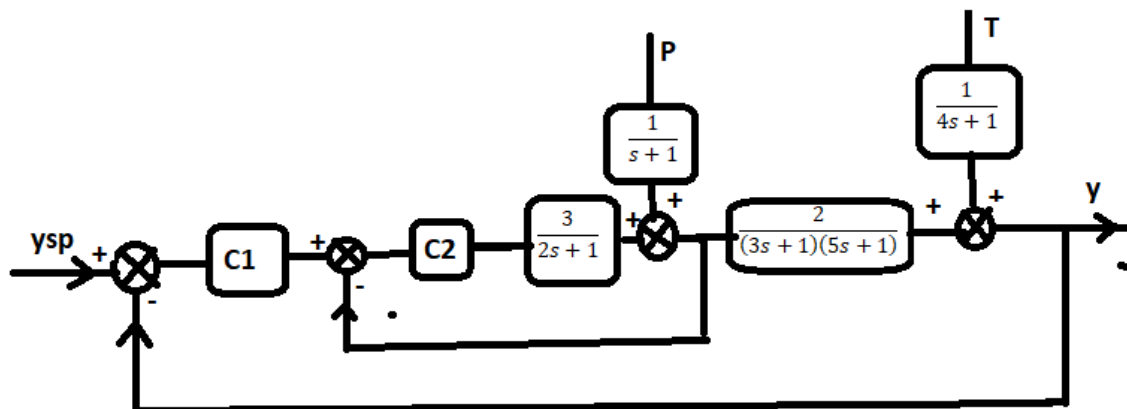 P
T
1
s + 1
1
4s + 1
+
+
y
ysp
+
C1
+
C2
3
2s + 1
+
2
(3s + 1)(5s + 1)
+
-
-